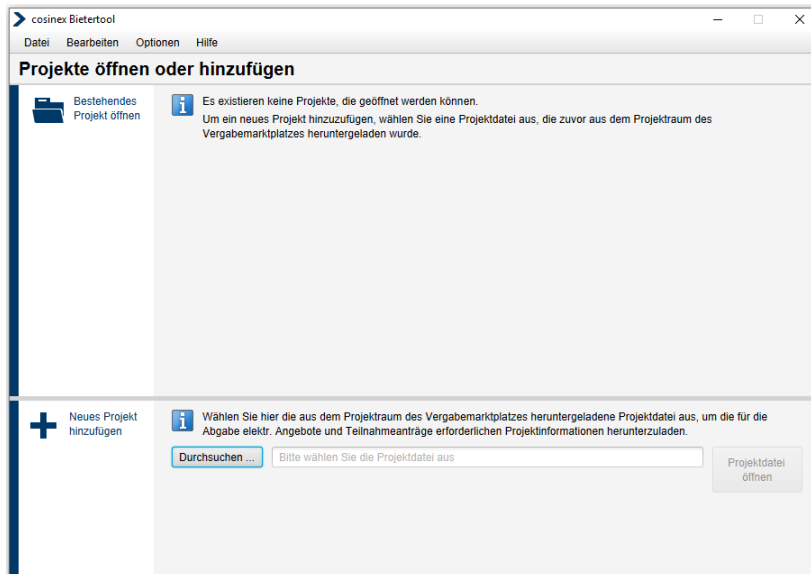 cosinex Bietertool
Datei Bearbeiten Optionen Hilfe
Projekte öffnen oder hinzufügen
Bestehendes
Projekt öffnen
Es existieren keine Projekte, die geöffnet werden können.
Um ein neues Projekt hinzuzufügen, wählen Sie eine Projektdatei aus, die zuvor aus dem Projektraum des
Vergabemarktplatzes heruntergeladen wurde.
Neues Projekt
hinzufügen
Wählen Sie hier die aus dem Projektraum des Vergabemarktplatzes heruntergeladene Projektdatei aus, um die für die
Abgabe elektr. Angebote und Teilnahmeanträge erforderlichen Projektinformationen herunterzuladen.
Durchsuchen ... Bitte wählen Sie die Projektdatei aus
Projektdatei
öffnen